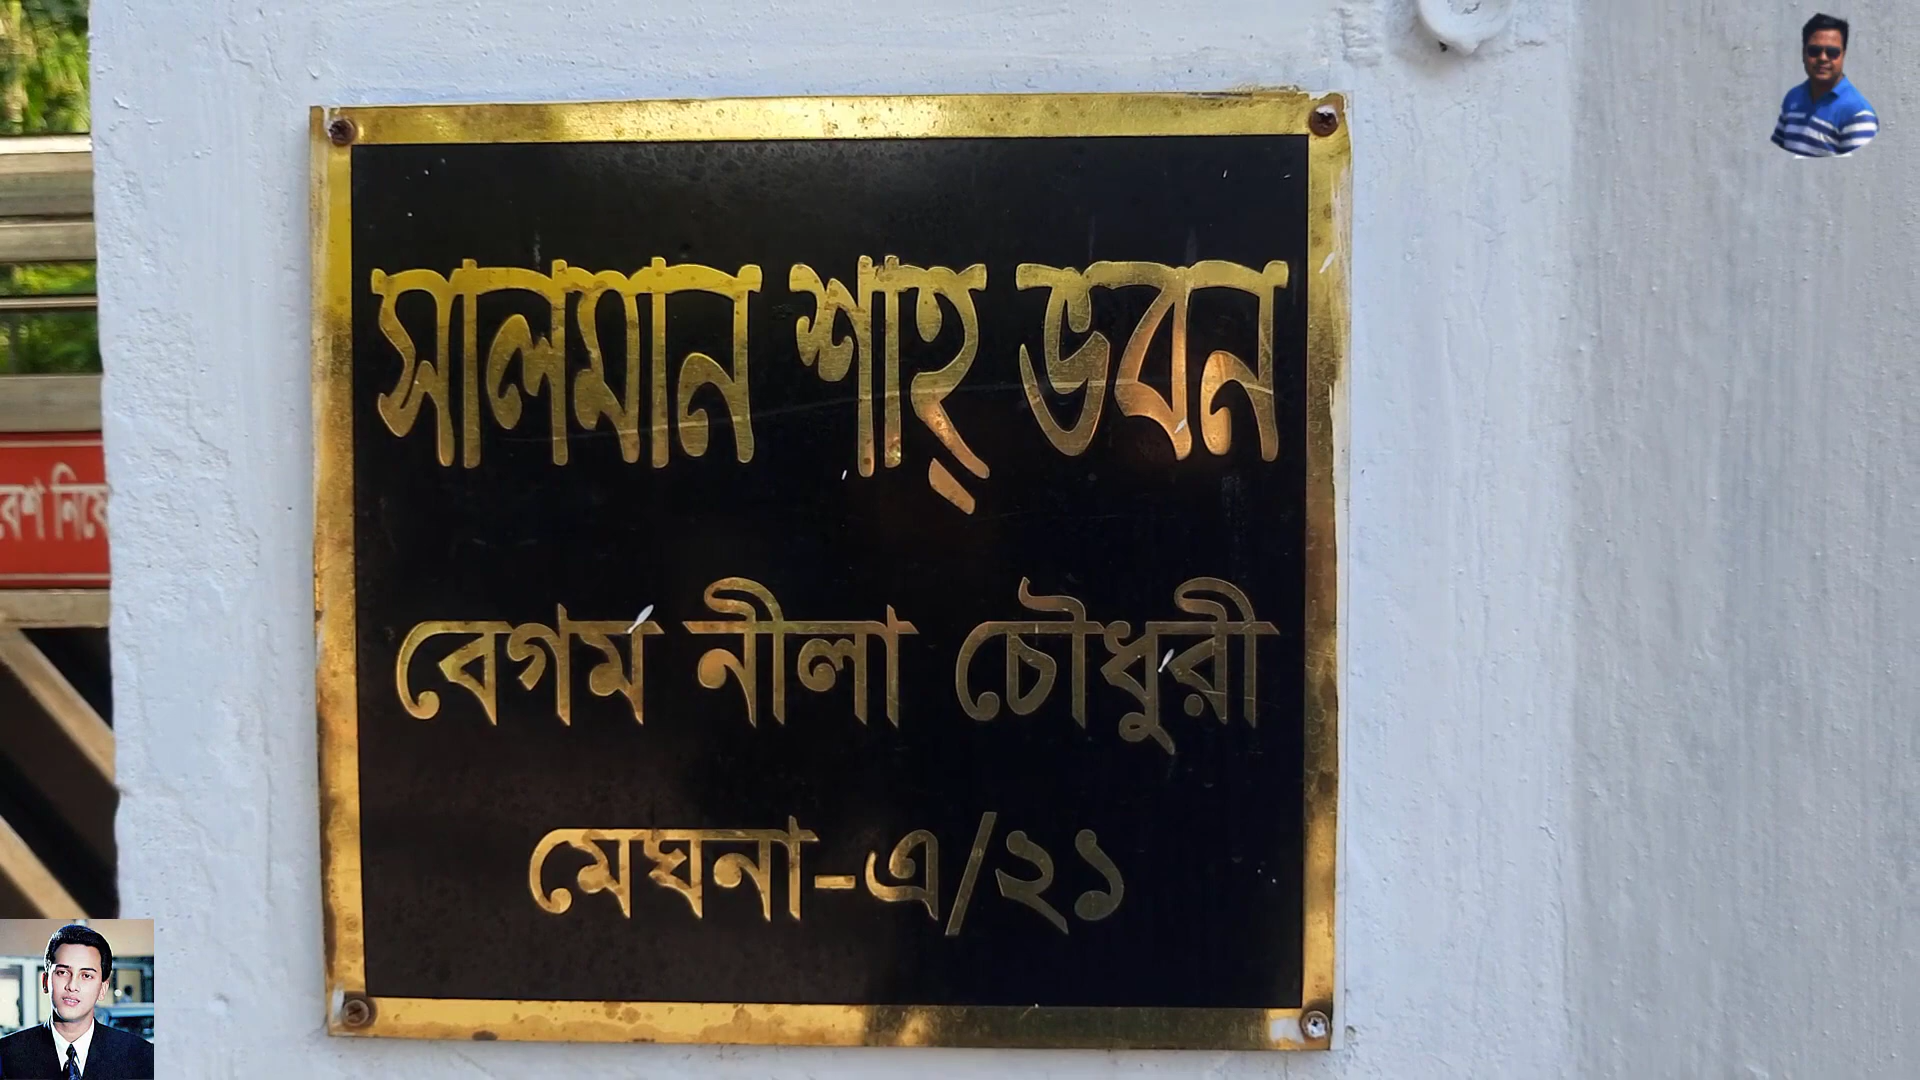 সালমান শাহ্ ভবন
বেগম নীলা চৌধুরী
মেঘনা-এ/২১